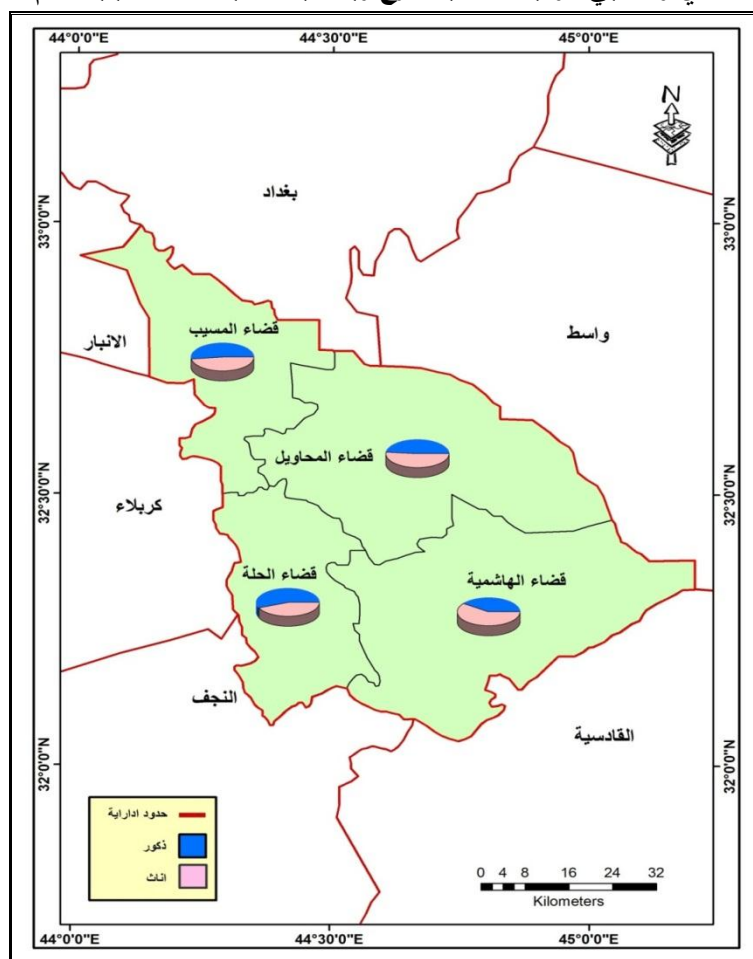 44°0'0"E 44°30'0"E 45°0'0"E
N
بغداد
33°0'0"N 33°0'0"N
قضاء المسيب
واسط
الانبار
قضاء المحاويل
32°30'0"N 32°30'0"N
كربلاء
قضاء الحلة
قضاء الهاشمية
النجف
القادسية
32°0'0"N 32°0'0"N
حدود اداراية
ذكور
اناث
0 4 8 16 24 32
Kilometers
44°0'0"E 44°30'0"E 45°0'0"E